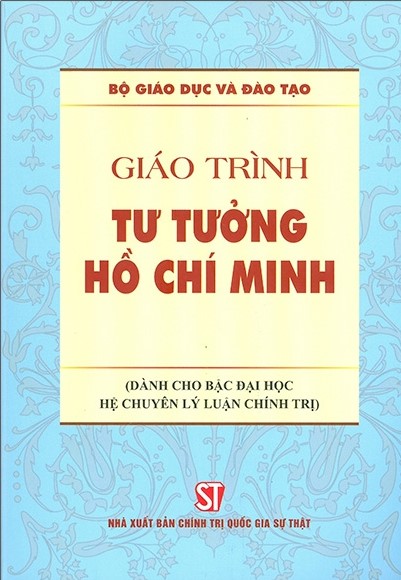 BỘ GIÁO DỤC VÀ ĐÀO TẠO
GIÁO TRÌNH
TƯ TƯỞNG
HỒ CHÍ MINH
(DÀNH CHO BẬC ĐẠI HỌC
HỆ CHUYÊN LÝ LUẬN CHÍNH TRỊ)
ST
NHÀ XUẤT BẢN CHÍNH TRỊ QUỐC GIA SỰ THẬT